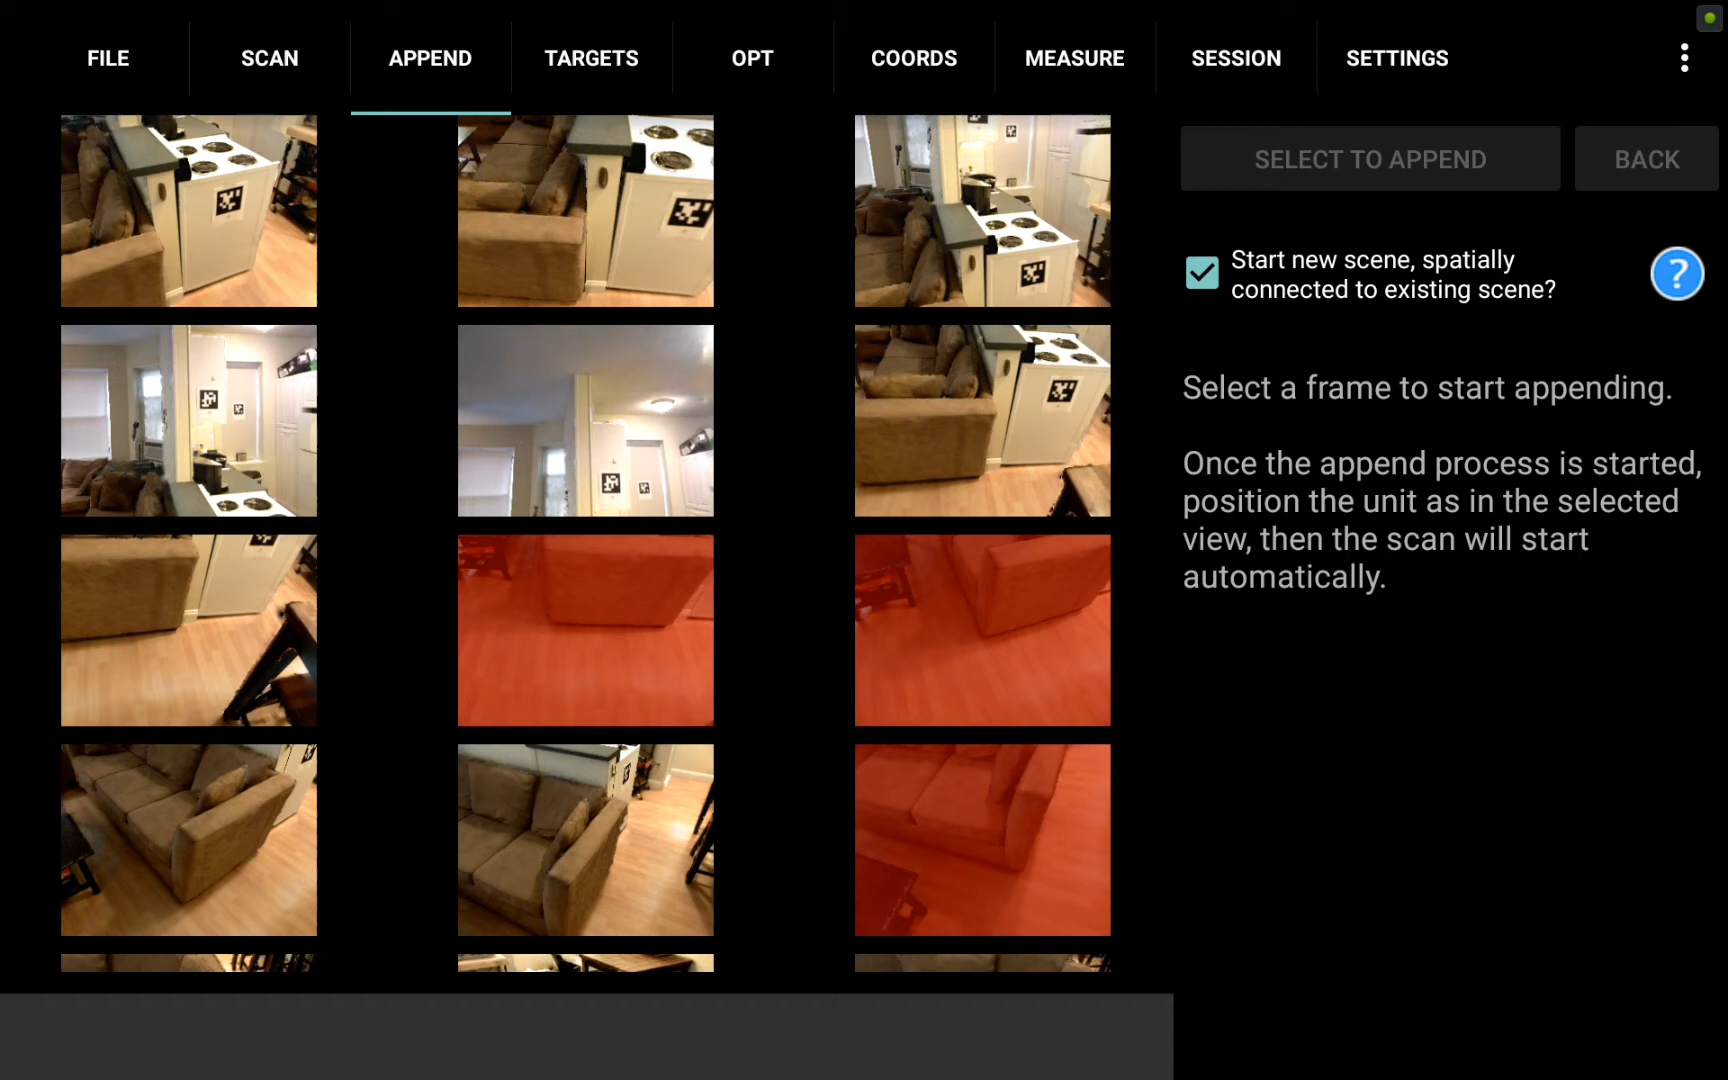 FILE
SCAN
APPEND
TARGETS
OPT
COORDS
MEASURE
SESSION
SETTINGS
SELECT TO APPEND
BACK
Start new scene, spatially
connected to existing scene?
?
Select a frame to start appending.
Once the append process is started,
position the unit as in the selected
view, then the scan will start
automatically.